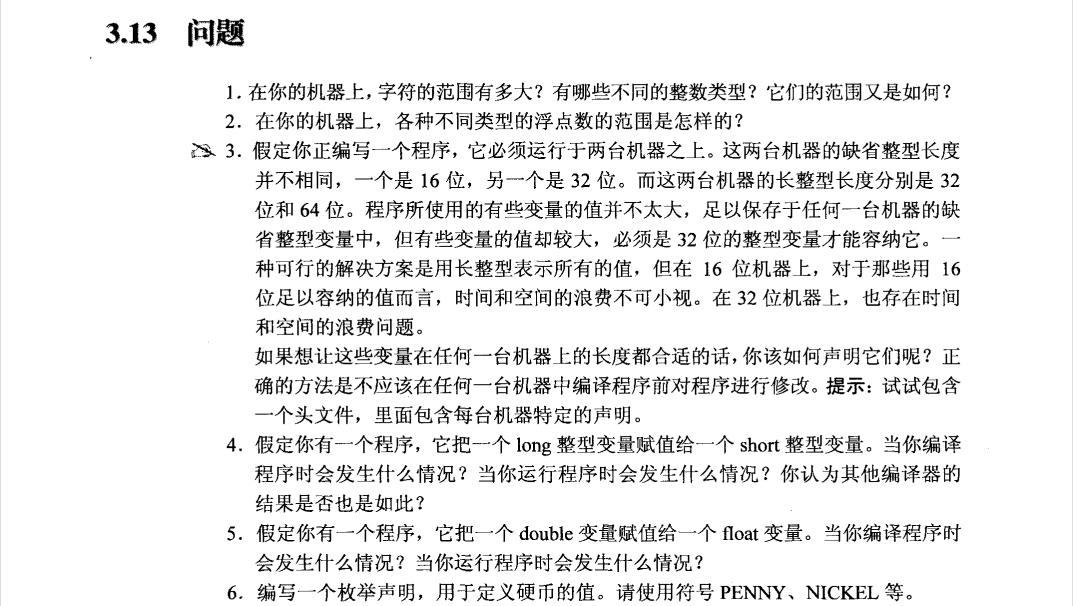 3.13 问题
1. 在你的机器上，字符的范围有多大？有哪些不同的整数类型？它们的范围又是如何？
2. 在你的机器上，各种不同类型的浮点数的范围是怎样的？
3. 假定你正编写一个程序，它必须运行于两台机器之上。这两台机器的缺省整型长度
并不相同，一个是 16 位，另一个是 32 位。而这两台机器的长整型长度分别是 32
位和 64 位。程序所使用的有些变量的值并不太大，足以保存于任何一台机器的缺
省整型变量中，但有些变量的值却较大，必须是 32 位的整型变量才能容纳它。一
种可行的解决方案是用长整型表示所有的值，但在 16 位机器上，对于那些用 16
位足以容纳的值而言，时间和空间的浪费不可小视。在 32 位机器上，也存在时间
和空间的浪费问题。
如果想让这些变量在任何一台机器上的长度都合适的话，你该如何声明它们呢？正
确的方法是不应该在任何一台机器中编译程序前对程序进行修改。提示：试试包含
一个头文件，里面包含每台机器特定的声明。
4. 假定你有一个程序，它把一个 long 整型变量赋值给一个 short 整型变量。当你编译
程序时会发生什么情况？当你运行程序时会发生什么情况？你认为其他编译器的
结果是否也是如此？
5. 假定你有一个程序，它把一个 double 变量赋值给一个 float 变量。当你编译程序时
会发生什么情况？当你运行程序时会发生什么情况？
6. 编写一个枚举声明，用于定义硬币的值。请使用符号 PENNY、NICKEL 等。